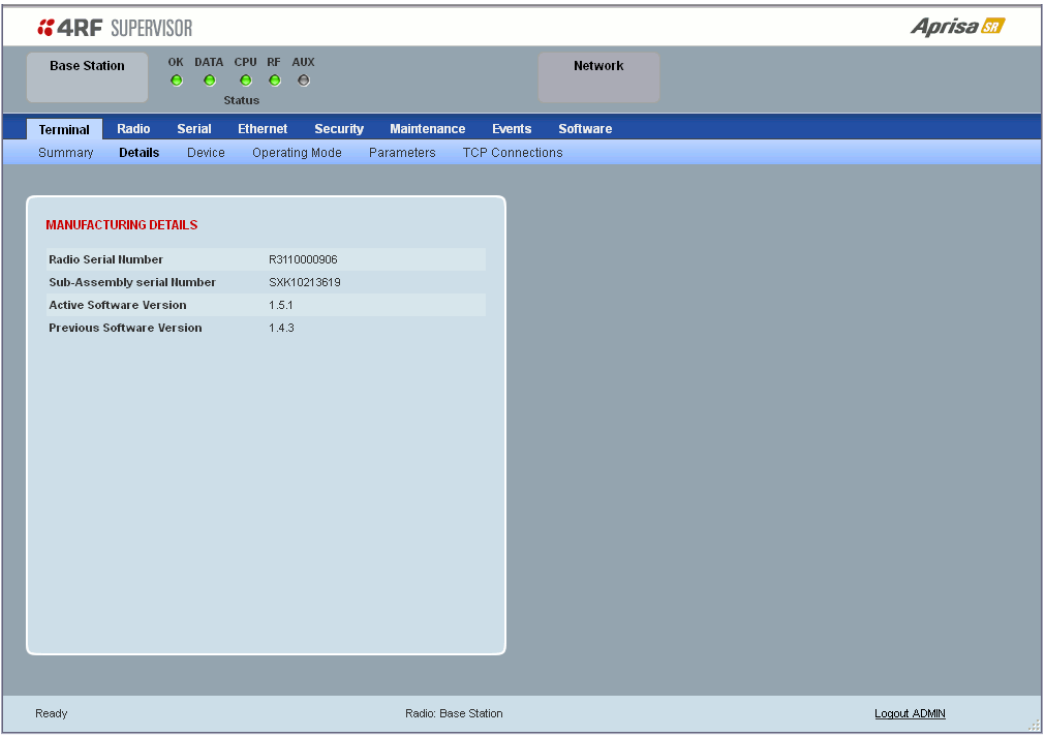 4RF SUPERVISOR
Aprisa SR
Base Station
OK DATA CPU RF AUX
Status
Network
Terminal Radio Serial Ethernet Security Maintenance Events Software
Summary Details Device Operating Mode Parameters TCP Connections
MANUFACTURING DETAILS
Radio Serial Number R3110000906
Sub-Assembly serial Number SXK10213619
Active Software Version 1.5.1
Previous Software Version 1.4.3
Ready
Radio: Base Station
Logout ADMIN